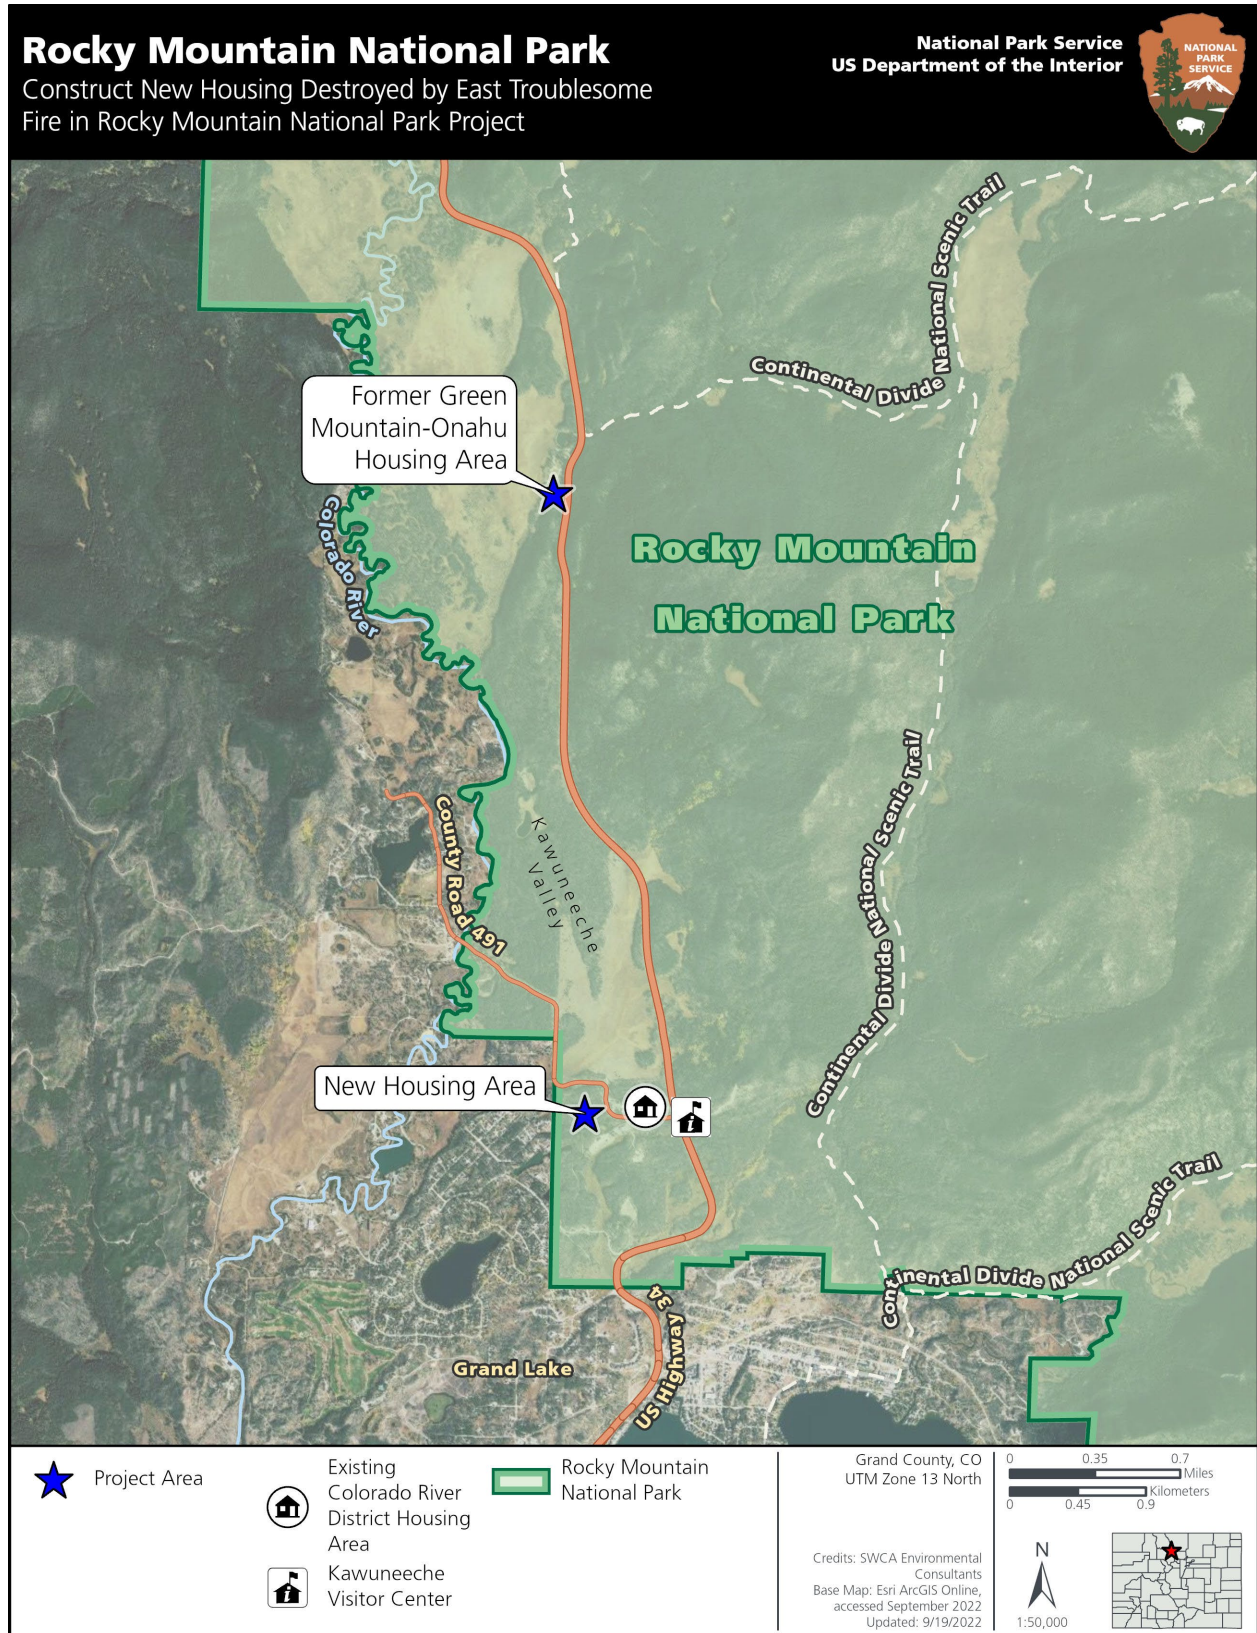 Rocky Mountain National Park
Construct New Housing Destroyed by East Troublesome
Fire in Rocky Mountain National Park Project
National Park Service
US Department of the Interior
NATIONAL
PARK
SERVICE
Continental Divide National Scenic Trail
Former Green
Mountain-Onahu
Housing Area
Colorado River
Rocky Mountain
National Park
Continental Divide National Scenic Trail
County Road 491
Kawuneeche
Valley
New Housing Area
Continental Divide National Scenic Trail
US Highway 34
Grand Lake
Project Area
Existing
Colorado River
District Housing
Area
Kawuneeche
Visitor Center
Rocky Mountain
National Park
Grand County, CO
UTM Zone 13 North
Credits: SWCA Environmental
Consultants
Base Map: Esri ArcGIS Online,
accessed September 2022
Updated: 9/19/2022
0 0.35 0.7
Miles
Kilometers
0 0.45 0.9
N
1:50,000